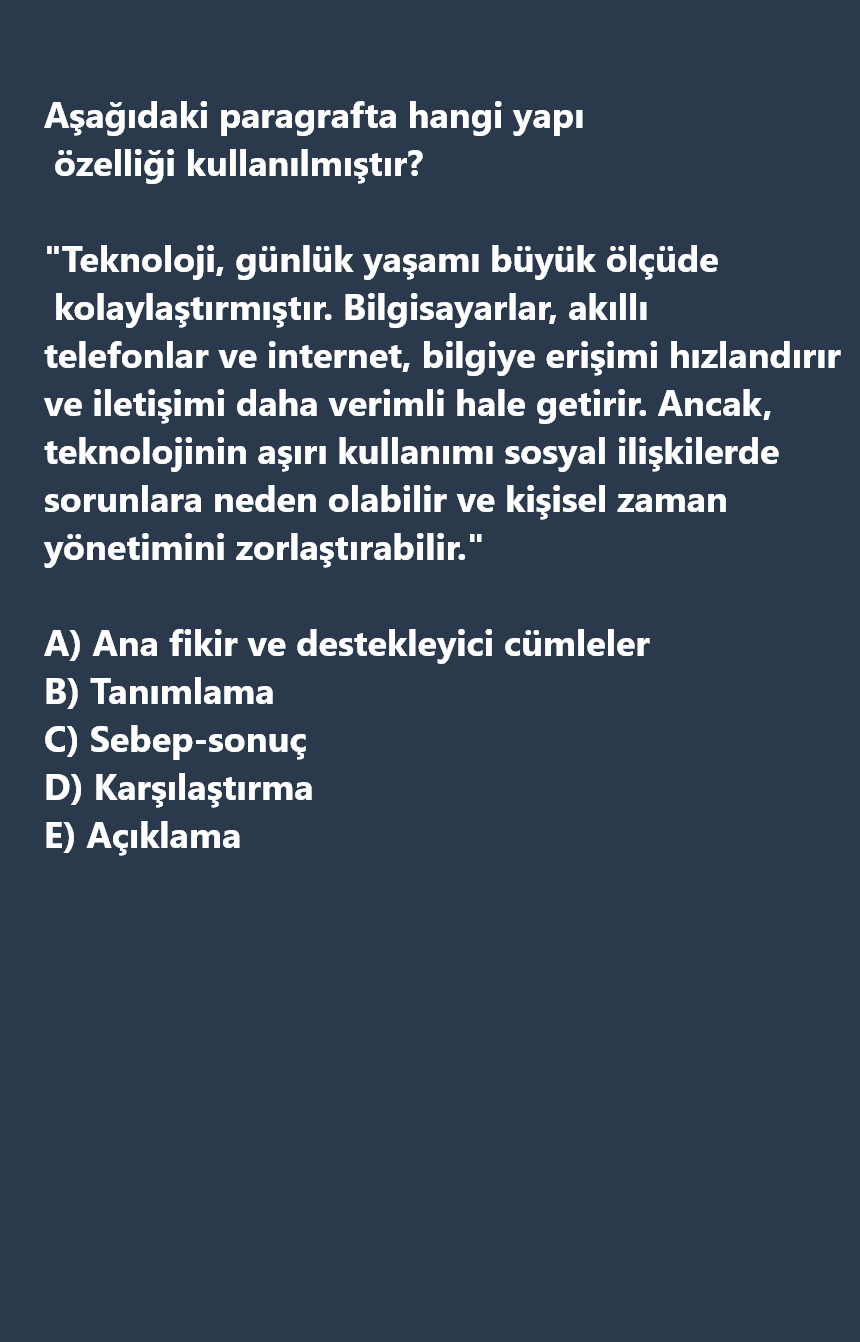 Aşağıdaki paragrafta hangi yapı
özelliği kullanılmıştır?
"Teknoloji, günlük yaşamı büyük ölçüde
kolaylaştırmıştır. Bilgisayarlar, akıllı
telefonlar ve internet, bilgiye erişimi hızlandırır
ve iletişimi daha verimli hale getirir. Ancak,
teknolojinin aşırı kullanımı sosyal ilişkilerde
sorunlara neden olabilir ve kişisel zaman
yönetimini zorlaştırabilir."
A) Ana fikir ve destekleyici cümleler
B) Tanımlama
C) Sebep-sonuç
D) Karşılaştırma
E) Açıklama